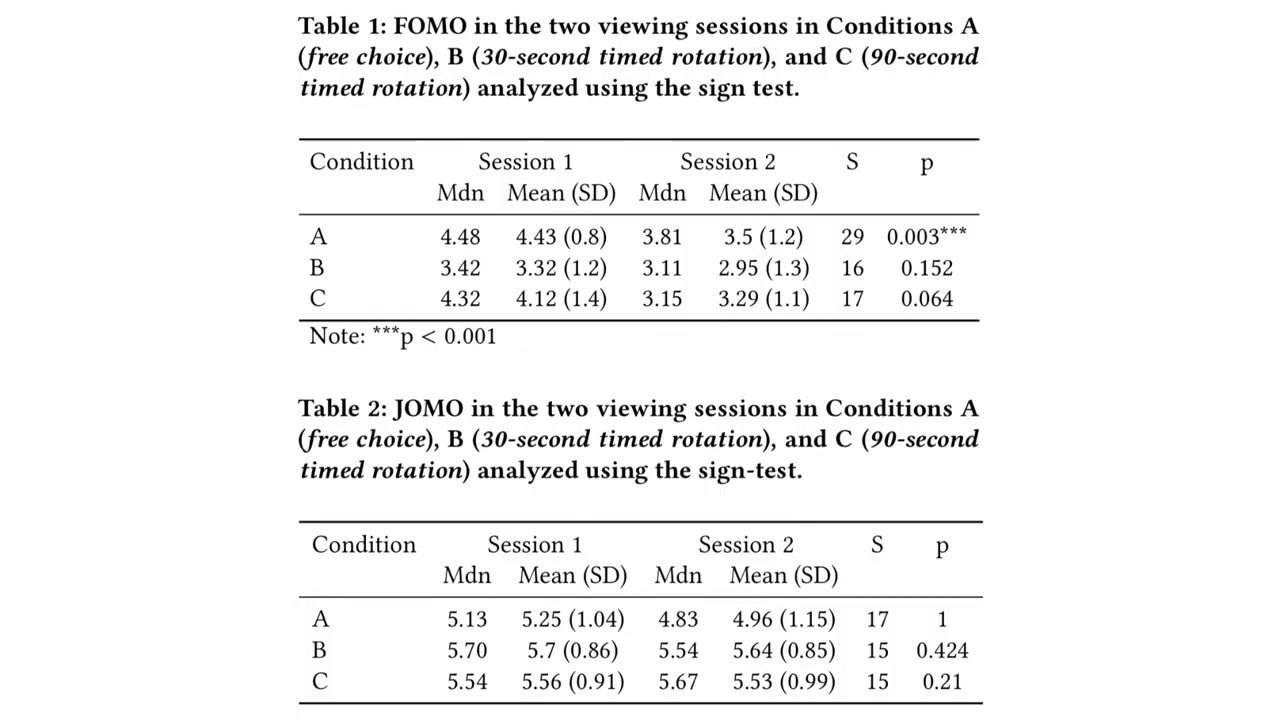 Table 1: FOMO in the two viewing sessions in Conditions A
(free choice), B (30-second timed rotation), and C (90-second
timed rotation) analyzed using the sign test.
Condition Session 1 Session 2 S p
Mdn Mean (SD) Mdn Mean (SD)
A 4.48 4.43 (0.8) 3.81 3.5 (1.2) 29 0.003***
B 3.42 3.32 (1.2) 3.11 2.95 (1.3) 16 0.152
C 4.32 4.12 (1.4) 3.15 3.29 (1.1) 17 0.064
Note: ***p < 0.001
Table 2: JOMO in the two viewing sessions in Conditions A
(free choice), B (30-second timed rotation), and C (90-second
timed rotation) analyzed using the sign-test.
Condition Session 1 Session 2 S p
Mdn Mean (SD) Mdn Mean (SD)
A 5.13 5.25 (1.04) 4.83 4.96 (1.15) 17 1
B 5.70 5.7 (0.86) 5.54 5.64 (0.85) 15 0.424
C 5.54 5.56 (0.91) 5.67 5.53 (0.99) 15 0.21